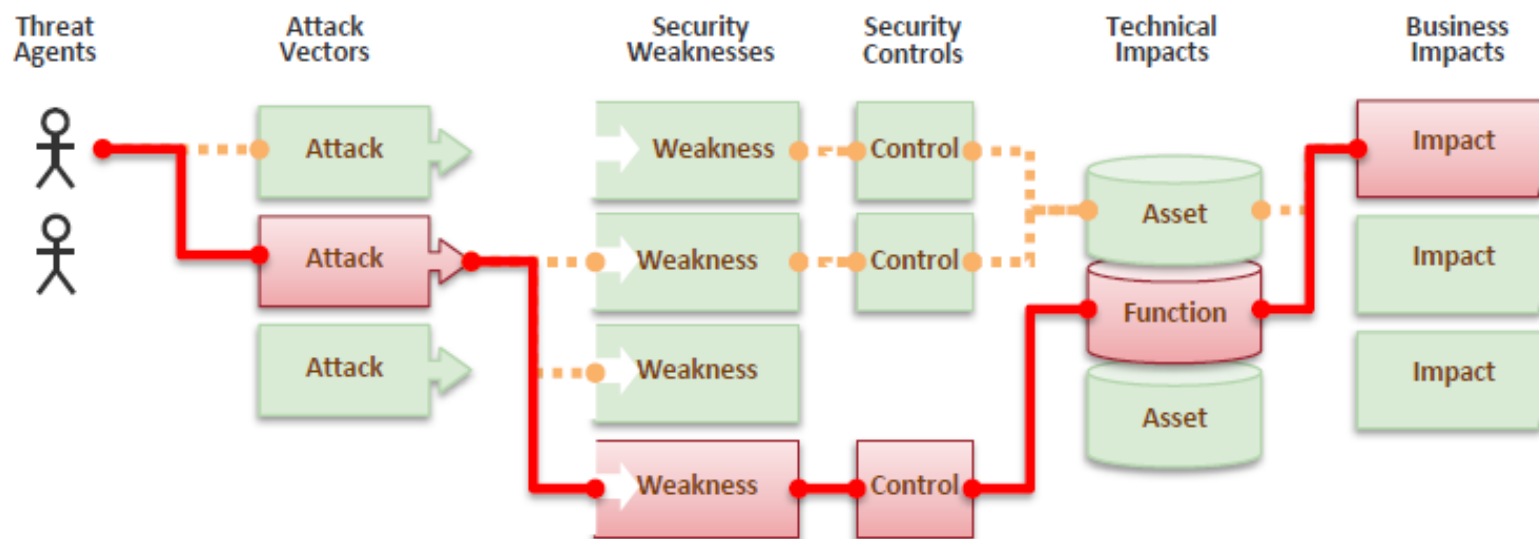 Threat
Agents
Attack
Vectors
Security
Weaknesses
Security
Controls
Technical
Impacts
Business
Impacts
Attack
Weakness
Control
Impact
Asset
Attack
Weakness
Control
Impact
Function
Attack
Weakness
Impact
Asset
Weakness
Control